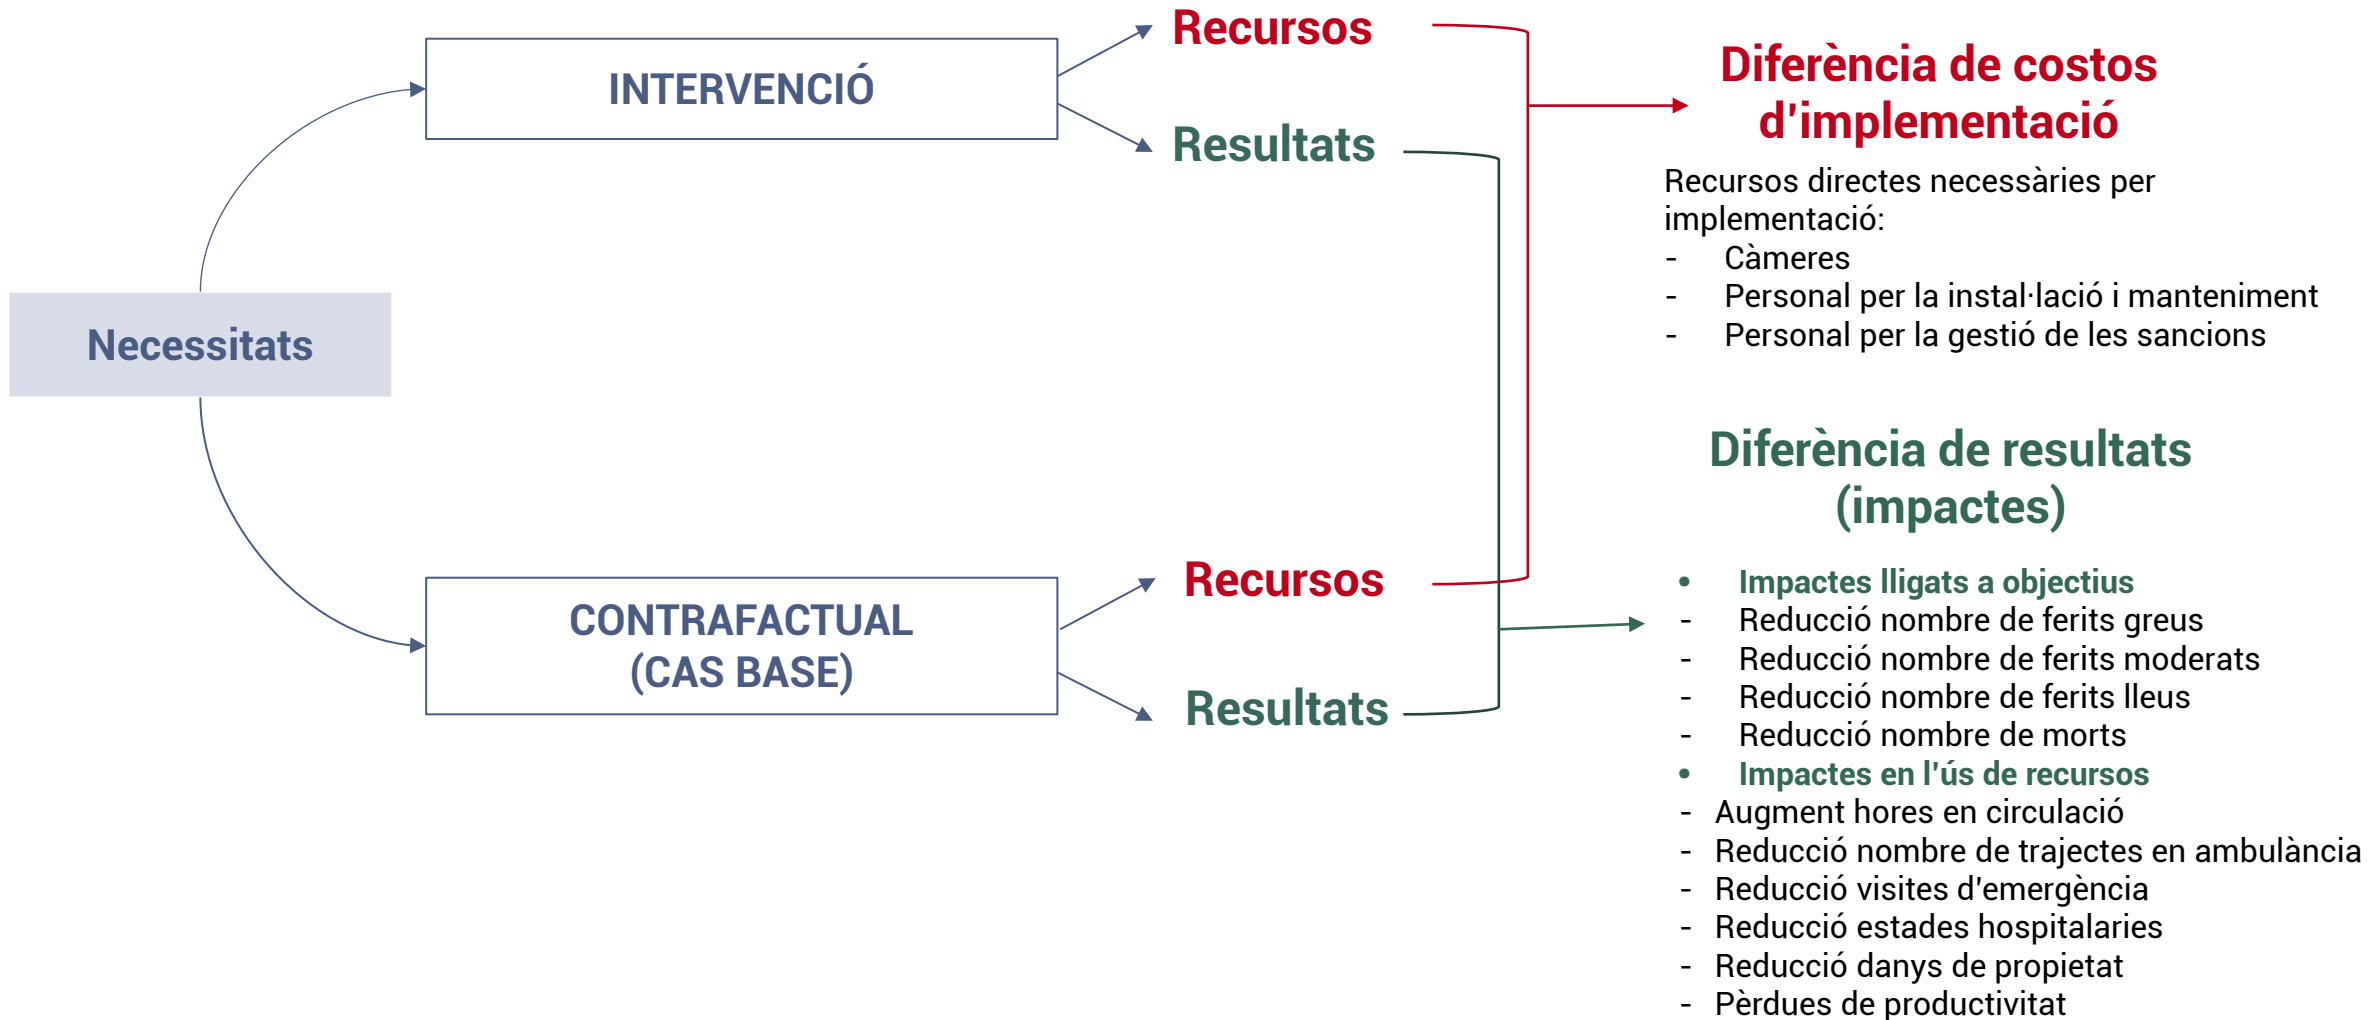 Necessitats
INTERVENCIÓ
Recursos
Resultats
CONTRAFACTUAL
(CAS BASE)
Recursos
Resultats
Diferència de costos
d'implementació
Recursos directes necessàries per
implementació:
- Càmeres
- Personal per la instal·lació i manteniment
- Personal per la gestió de les sancions
Diferència de resultats
(impactes)
• Impactes lligats a objectius
- Reducció nombre de ferits greus
- Reducció nombre de ferits moderats
- Reducció nombre de ferits lleus
- Reducció nombre de morts
• Impactes en l'ús de recursos
- Augment hores en circulació
- Reducció nombre de trajectes en ambulància
- Reducció visites d'emergència
- Reducció estades hospitalaries
- Reducció danys de propietat
- Pèrdues de productivitat